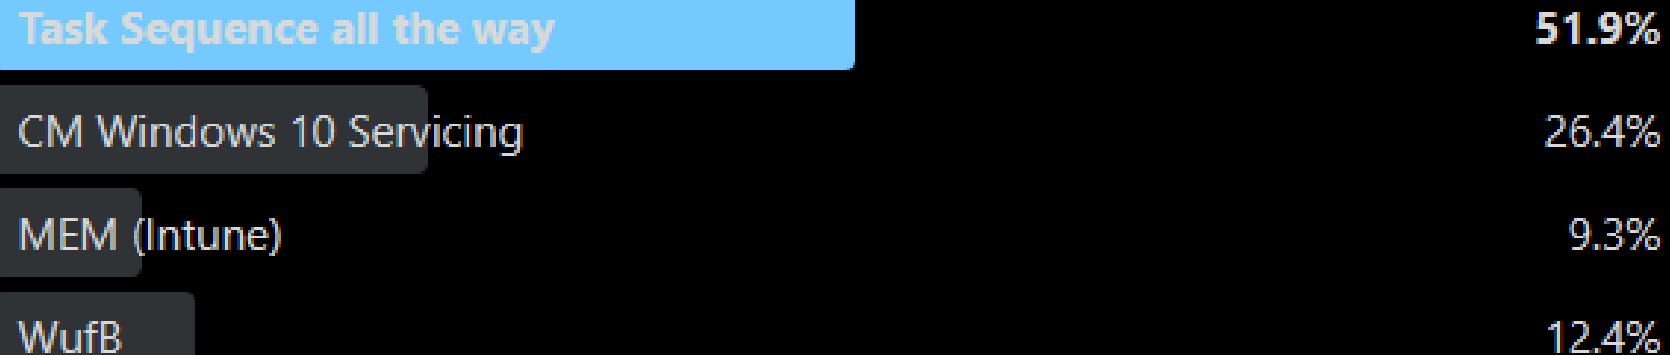 Task Sequence all the way 51.9%
CM Windows 10 Servicing 26.4%
MEM (Intune) 9.3%
WufB 12.4%